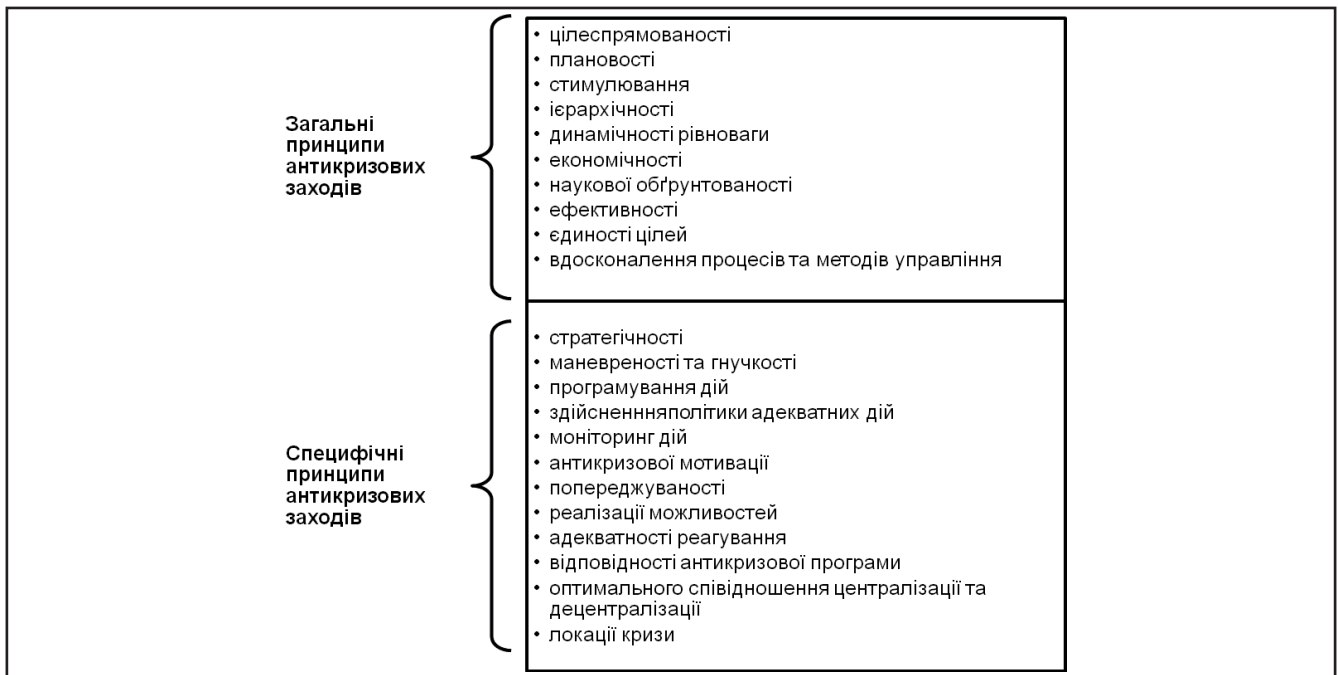 Загальні
принципи
антикризових
заходів
• цілеспрямованості
• плановості
• стимулювання
• ієрархічності
• динамічності рівноваги
• економічності
• наукової обґрунтованості
• ефективності
• єдиності цілей
• вдосконалення процесів та методів управління
Специфічні
принципи
антикризових
заходів
• стратегічності
• маневреності та гнучкості
• програмування дій
• здійсненняполітики адекватних дій
• моніторинг дій
• антикризової мотивації
• попереджуваності
• реалізації можливостей
• адекватності реагування
• відповідності антикризової програми
• оптимального співідношення централізації та
децентралізації
• локації кризи